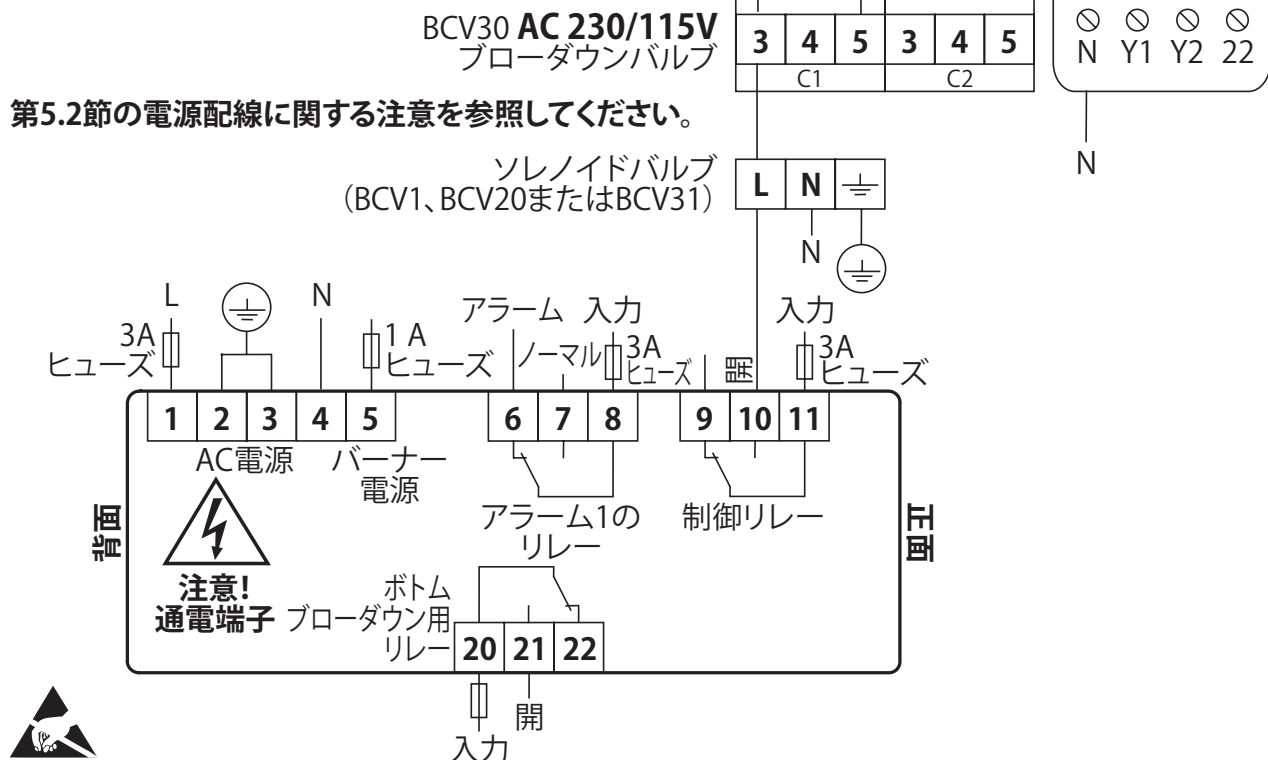 BCV30 AC 230/115V
ブローダウンバルブ
3 4 5 3 4 5
C1 C2
N Y1 Y2 22
N
第5.2節の電源配線に関する注意を参照してください。
ソレノイドバルブ
(BCV1、BCV20またはBCV31)
L N
N
L N
3A
ヒューズ
1 A
ヒューズ
アラーム 入力
ノーマル
3A
ヒューズ
開
入力
3A
ヒューズ
1 2 3 4 5 6 7 8 9 10 11
AC電源
バーナー
電源
アラーム1の
リレー
制御リレー
背面
正面
注意!
通電端子
ボトム
ブローダウン用
リレー
20 21 22
開
入力